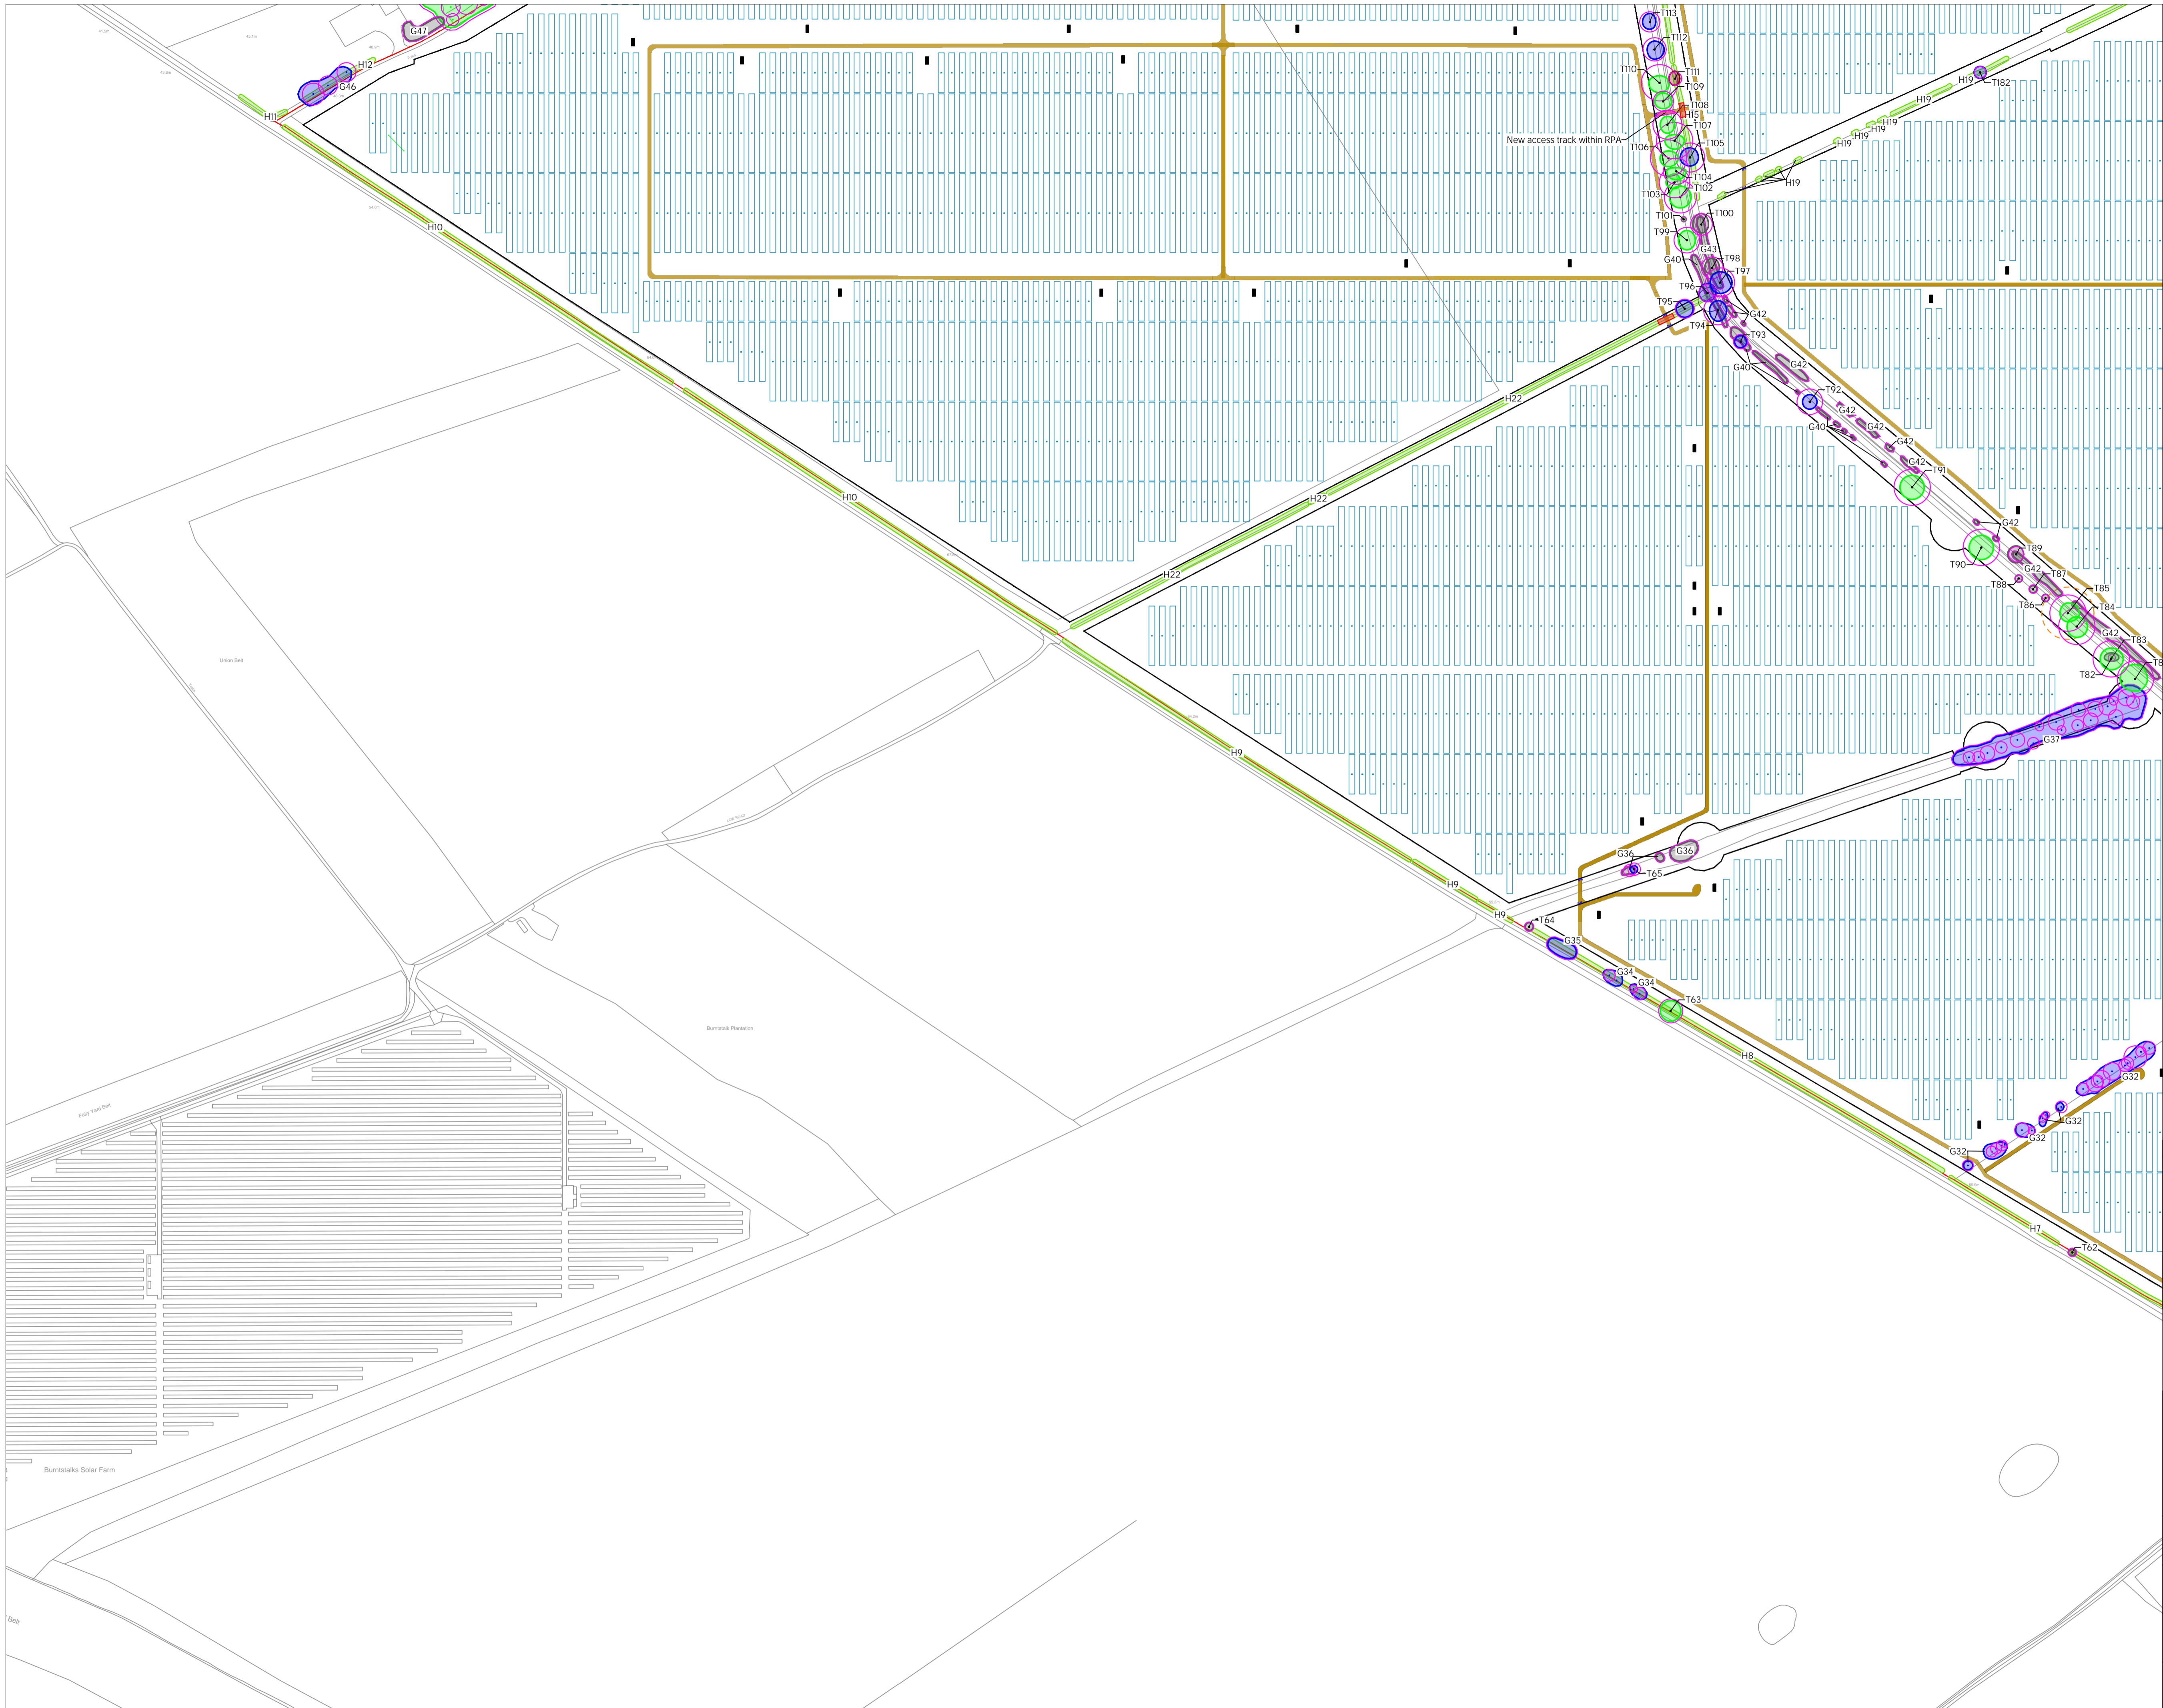 G47
H12
G46
H11
H10
H10
H10
T113
T112
T110
T111
T109
T108
H15
T107
New access track within RPA
T106
T105
T104
T103
T102
T101
T100
T99
G43
G40
T98
T97
T96
T95
T94
G42
T93
G40
G42
T92
G42
G40
G42
G42
G42
T91
G42
T90
T89
G42
T88
T87
T86
T85
T84
G42
T83
T82
T8
H19
T182
H19
H19
H19
H19
H19
H19
H22
H22
H22
G37
Union Belt
H9
H9
H9
G36
G36
T65
T64
G35
G34
G34
T63
H8
Burntstalk Plantation
Fairy Yard Belt
G32
G32
G32
G32
H7
T62
Burntstalks Solar Farm
Belt